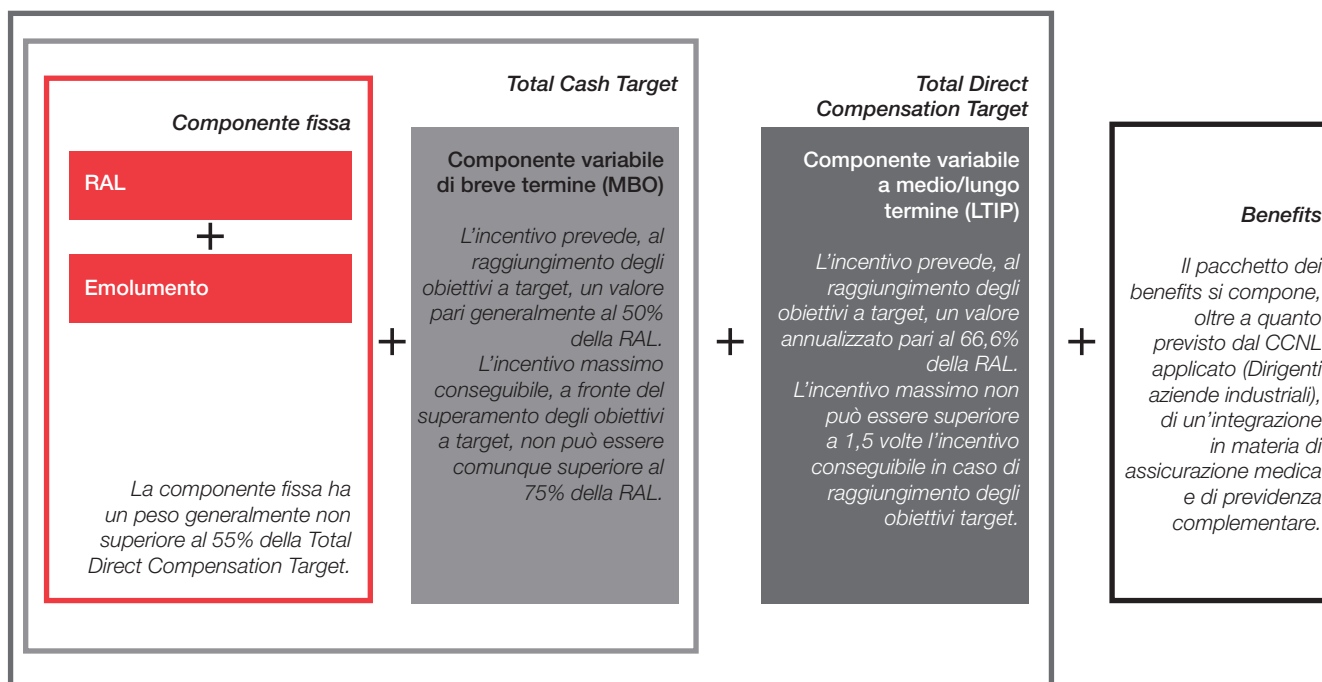 Componente fissa
RAL
+
Emolumento
La componente fissa ha
un peso generalmente non
superiore al 55% della Total
Direct Compensation Target.
+
Total Cash Target
Componente variabile
di breve termine (MBO)
L’incentivo prevede, al
raggiungimento degli
obiettivi a target, un valore
pari generalmente al 50%
della RAL.
L’incentivo massimo
conseguibile, a fronte del
superamento degli obiettivi
a target, non può essere
comunque superiore al
75% della RAL.
+
Total Direct
Compensation Target
Componente variabile
a medio/lungo
termine (LTIP)
L’incentivo prevede, al
raggiungimento degli
obiettivi a target, un valore
annualizzato pari al 66,6%
della RAL.
L’incentivo massimo non
può essere superiore
a 1,5 volte l’incentivo
conseguibile in caso di
raggiungimento degli
obiettivi target.
+
Benefits
Il pacchetto dei
benefits si compone,
oltre a quanto
previsto dal CCNL
applicato (Dirigenti
aziende industriali),
di un’integrazione
in materia di
assicurazione medica
e di previdenza
complementare.